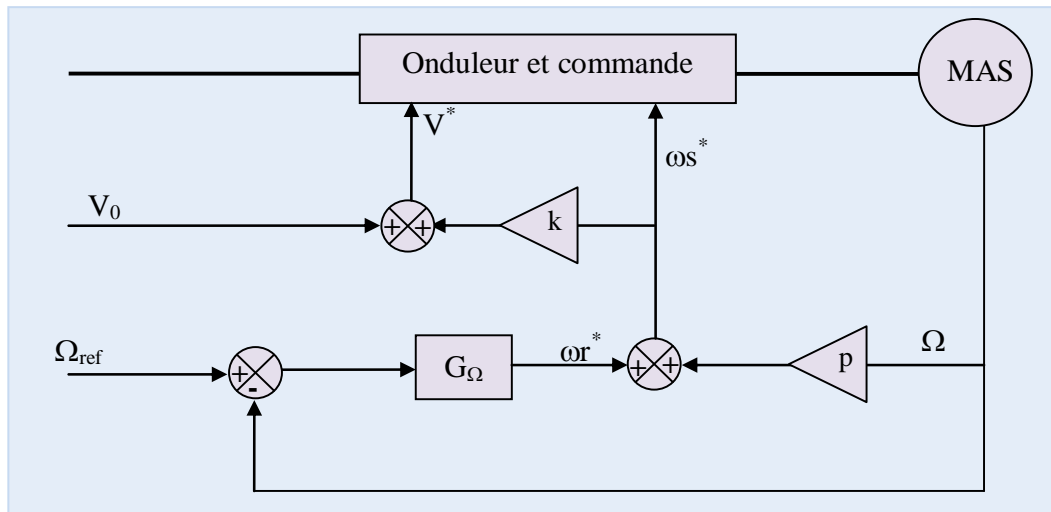 Onduleur et commande
MAS
V*
ωs*
V0
+ +
k
Ωref
+
-
GΩ
ωr*
+ +
p
Ω